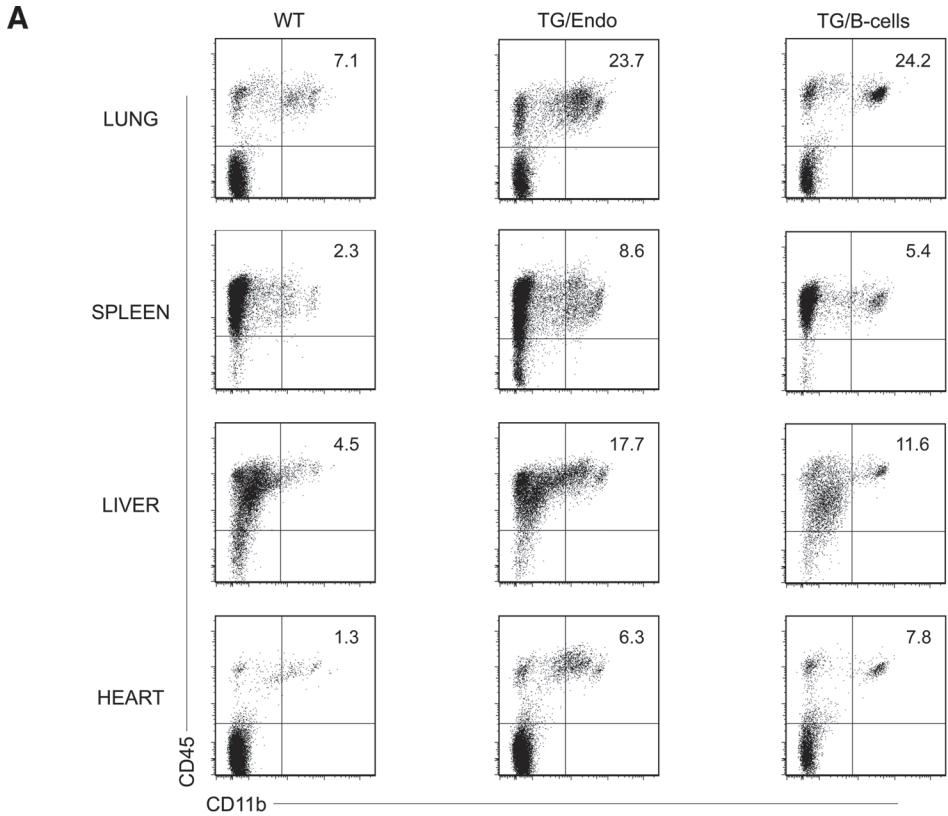 A
WT TG/Endo TG/B-cells
LUNG 7.1 23.7 24.2
SPLEEN 2.3 8.6 5.4
LIVER 4.5 17.7 11.6
HEART 1.3 6.3 7.8
CD45
CD11b